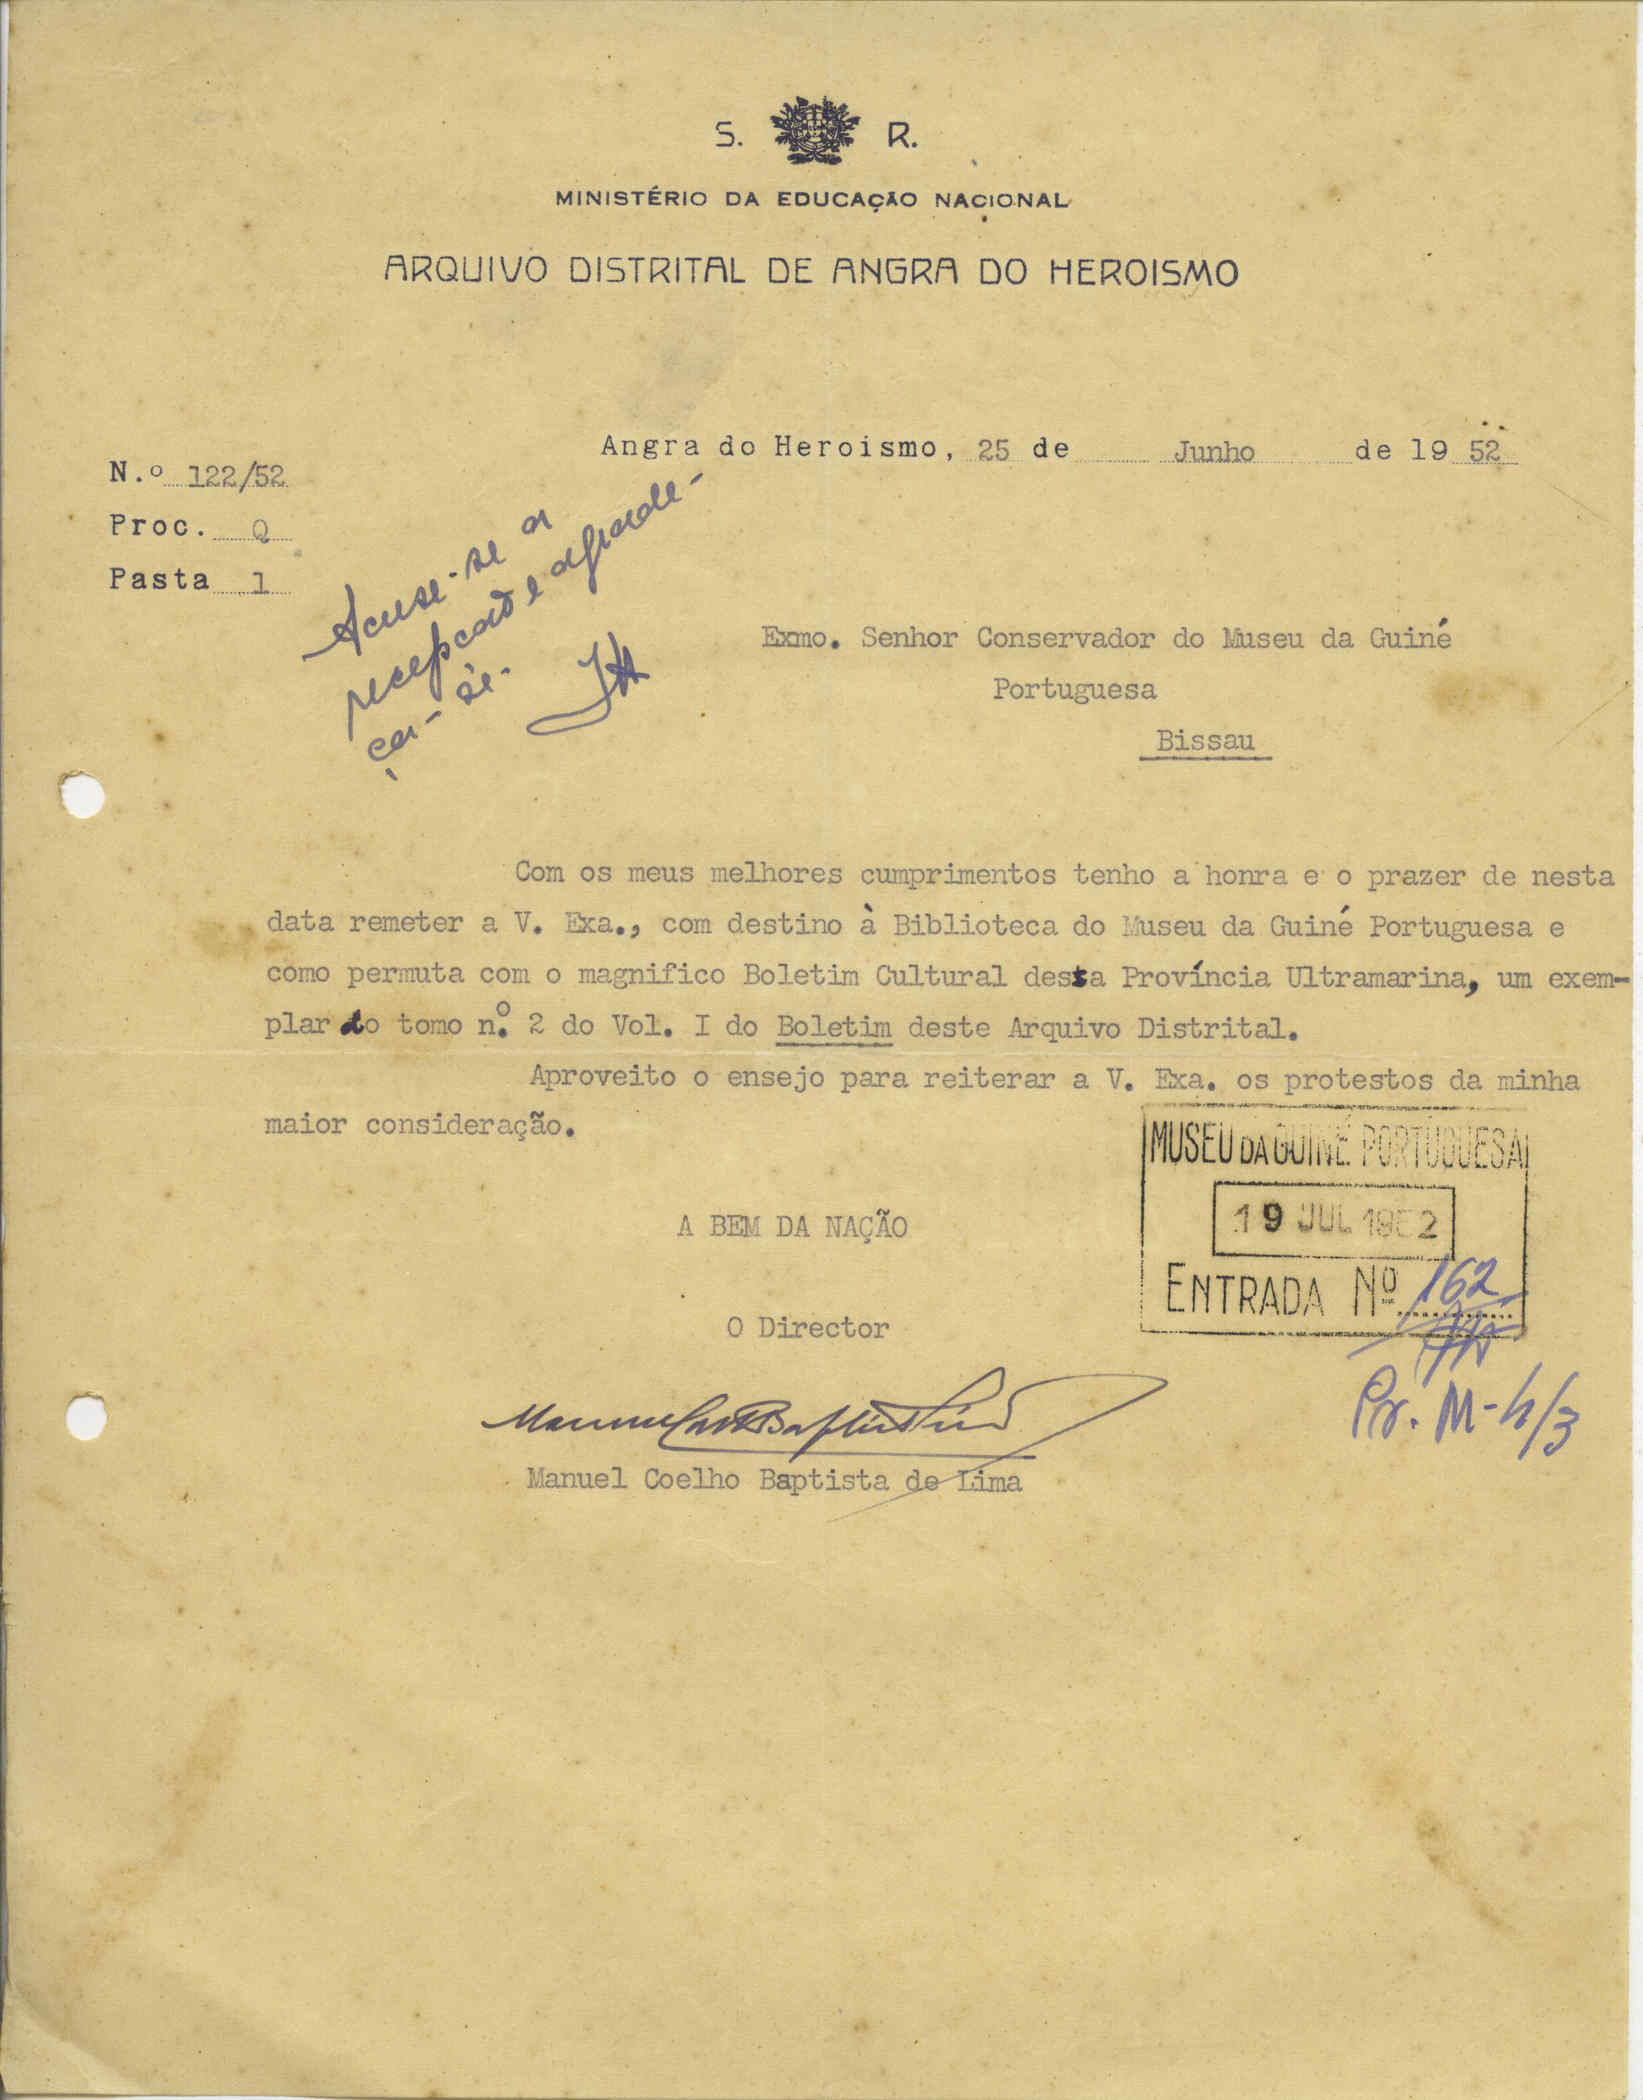 S. R.
MINISTÉRIO DA EDUCAÇÃO NACIONAL
ARQUIVO DISTRITAL DE ANGRA DO HEROISMO
Angra do Heroismo, 25 de Junho de 1952
N.º 122/52
Proc. Q
Pasta 1
Acuse-se a
recepção e agrade-
ça-se.
Exmo. Senhor Conservador do Museu da Guiné
Portuguesa
Bissau
Com os meus melhores cumprimentos tenho a honra e o prazer de nesta
data remeter a V. Exa., com destino à Biblioteca do Museu da Guiné Portuguesa e
como permuta com o magnifico Boletim Cultural desta Província Ultramarina, um exem-
plar do tomo n.º 2 do Vol. I do Boletim deste Arquivo Distrital.
Aproveito o ensejo para reiterar a V. Exa. os protestos da minha
maior consideração.
MUSEU DA GUINÉ PORTUGUESA
19 JUL 1952
ENTRADA Nº 162
Pr. M-4/3
A BEM DA NAÇÃO
O Director
Manuel Coelho Baptista de Lima